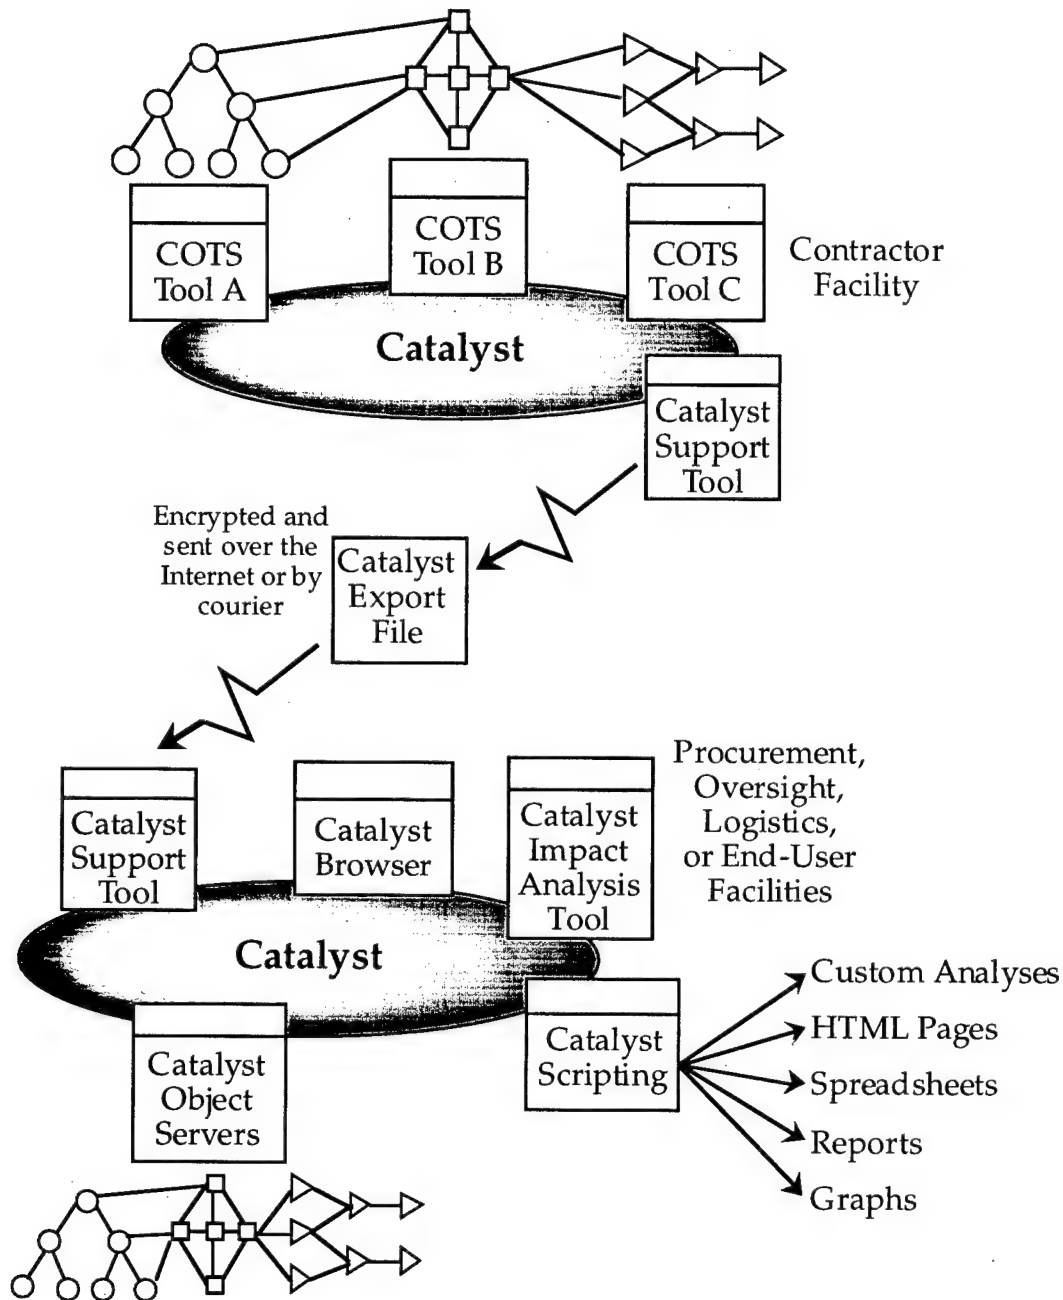 COTS
Tool A
COTS
Tool B
COTS
Tool C
Contractor
Facility
Catalyst
Catalyst
Support
Tool
Encrypted and
sent over the
Internet or by
courier
Catalyst
Export
File
Procurement,
Oversight,
Logistics,
or End-User
Facilities
Catalyst
Support
Tool
Catalyst
Browser
Catalyst
Impact
Analysis
Tool
Catalyst
Catalyst
Object
Servers
Catalyst
Scripting
Custom Analyses
HTML Pages
Spreadsheets
Reports
Graphs